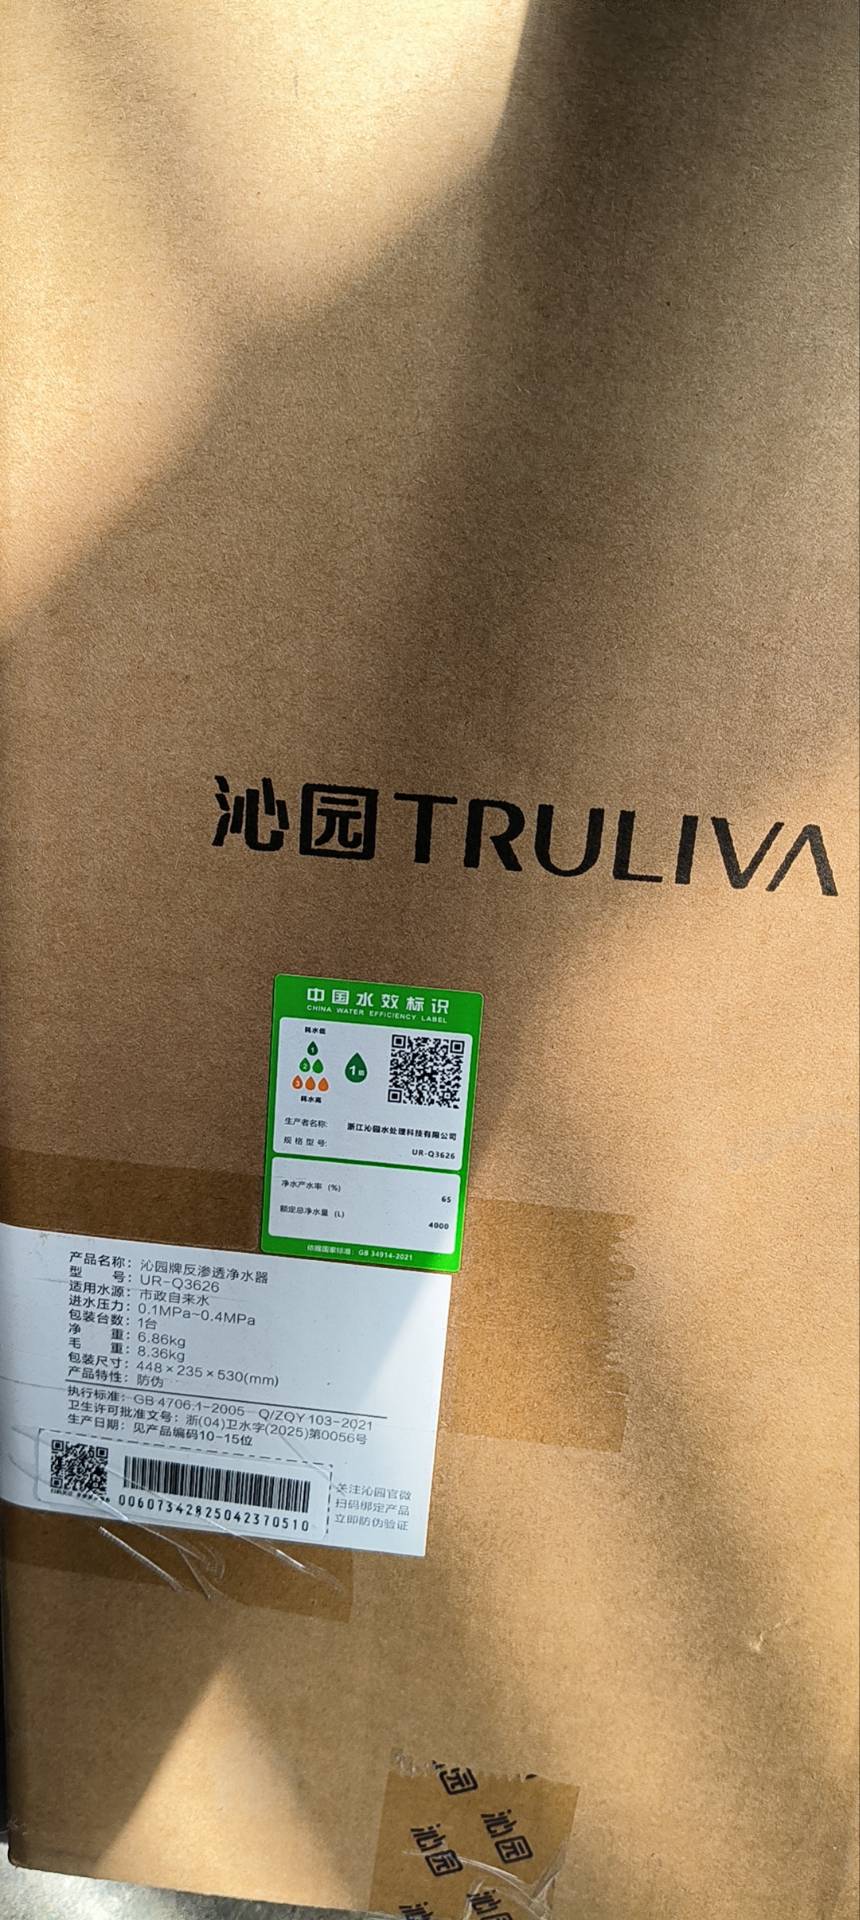 沁园TRULIVA
中国水效标识
CHINA WATER EFFICIENCY LABEL
耗水低
1
2
3
耗水高
1级
生产者名称: 浙江沁园水处理科技有限公司
规格型号: UR-Q3626
净水产水率 (%) 65
额定总净水量 (L) 4000
依据国家标准: GB 34914-2021
产品名称: 沁园牌反渗透净水器
型 号: UR-Q3626
适用水源: 市政自来水
进水压力: 0.1MPa~0.4MPa
包装台数: 1台
净 重: 6.86kg
毛 重: 8.36kg
包装尺寸: 448×235×530(mm)
产品特性: 防伪
执行标准: GB 4706.1-2005 Q/ZQY 103-2021
卫生许可批准文号: 浙(04)卫水字(2025)第0056号
生产日期: 见产品编码10-15位
00607342825042370510
关注沁园官微
扫码绑定产品
立即防伪验证
园
沁园
沁园
沁
沁园